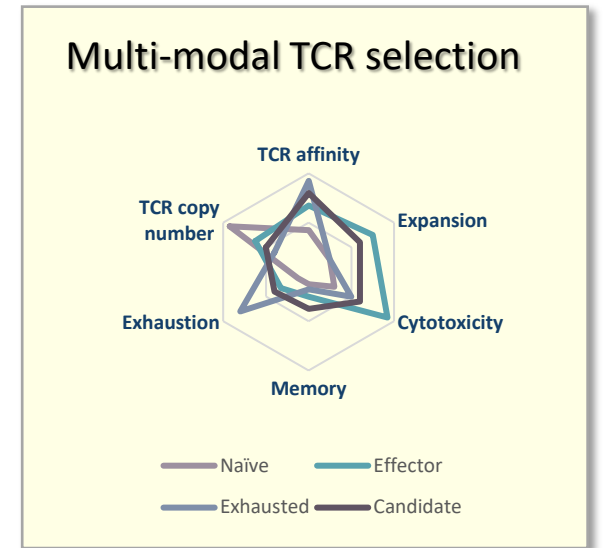 Multi-modal TCR selection
TCR affinity
TCR copy
number
Expansion
Exhaustion
Cytotoxicity
Memory
Naïve
Effector
Exhausted
Candidate